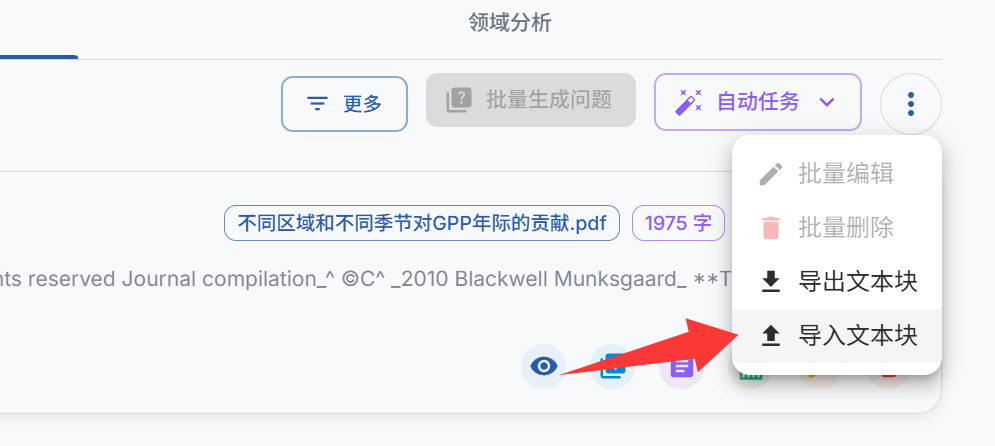 领域分析
更多
批量生成问题
自动任务
批量编辑
不同区域和不同季节对GPP年际的贡献.pdf
1975 字
批量删除
nts reserved Journal compilation_^ ©C^ _2010 Blackwell Munksgaard_ **T
导出文本块
导入文本块